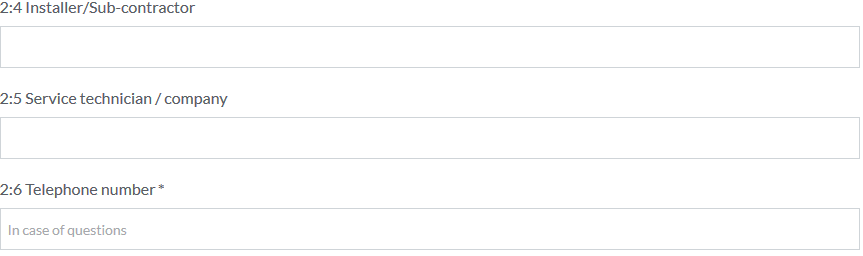 2:4 Installer/Sub-contractor
2:5 Service technician / company
2:6 Telephone number *
In case of questions